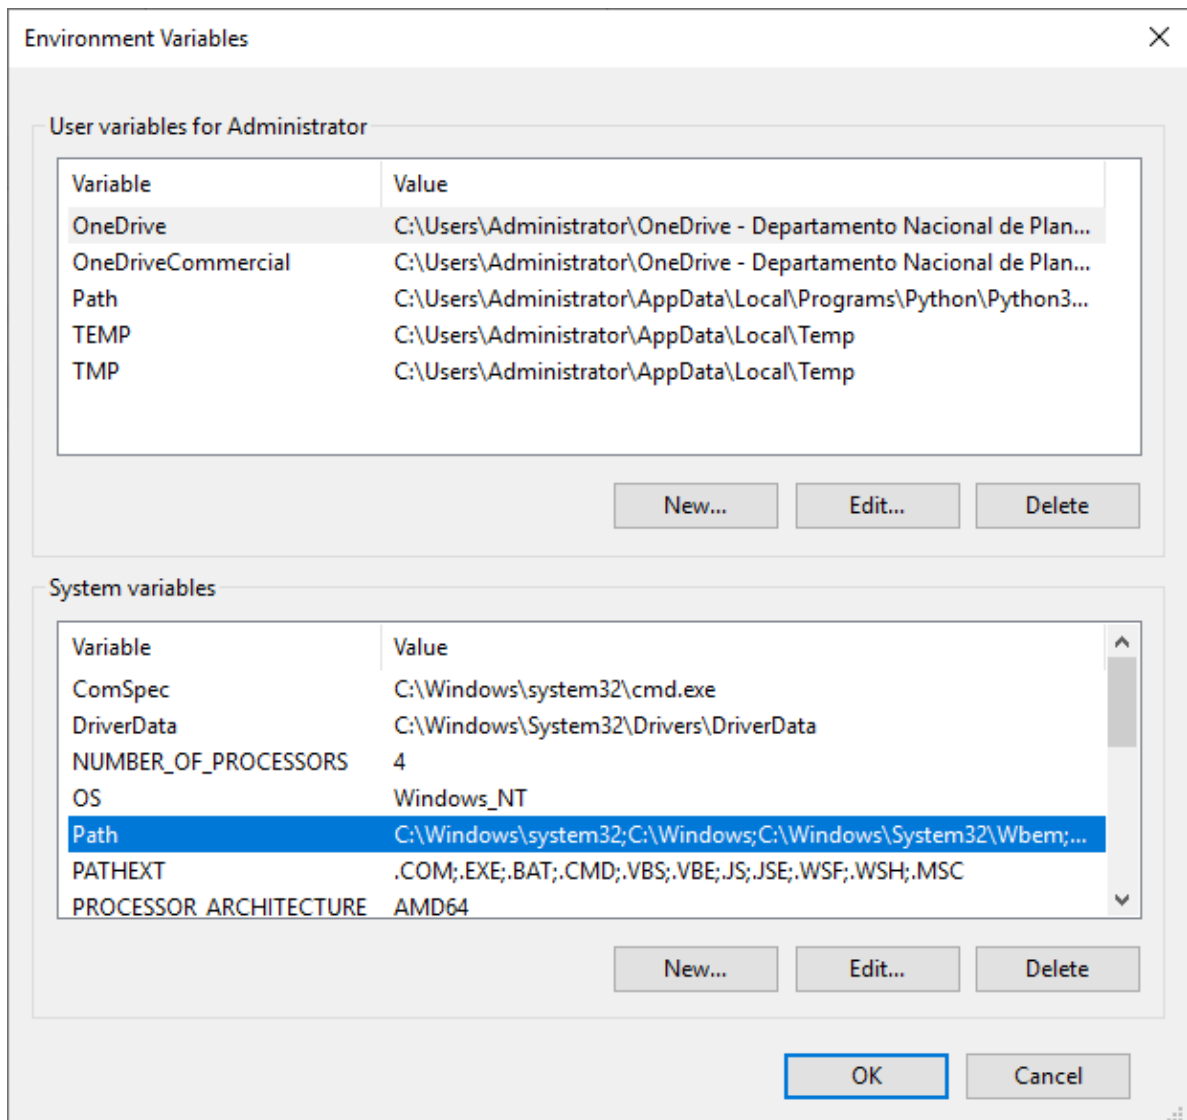 Environment Variables
User variables for Administrator
Variable Value
OneDrive C:\Users\Administrator\OneDrive - Departamento Nacional de Plan...
OneDriveCommercial C:\Users\Administrator\OneDrive - Departamento Nacional de Plan...
Path C:\Users\Administrator\AppData\Local\Programs\Python\Python3...
TEMP C:\Users\Administrator\AppData\Local\Temp
TMP C:\Users\Administrator\AppData\Local\Temp
New... Edit... Delete
System variables
Variable Value
ComSpec C:\Windows\system32\cmd.exe
DriverData C:\Windows\System32\Drivers\DriverData
NUMBER_OF_PROCESSORS 4
OS Windows_NT
Path C:\Windows\system32;C:\Windows;C:\Windows\System32\Wbem;...
PATHEXT .COM;.EXE;.BAT;.CMD;.VBS;.VBE;.JS;.JSE;.WSF;.WSH;.MSC
PROCESSOR_ARCHITECTURE AMD64
New... Edit... Delete
OK Cancel